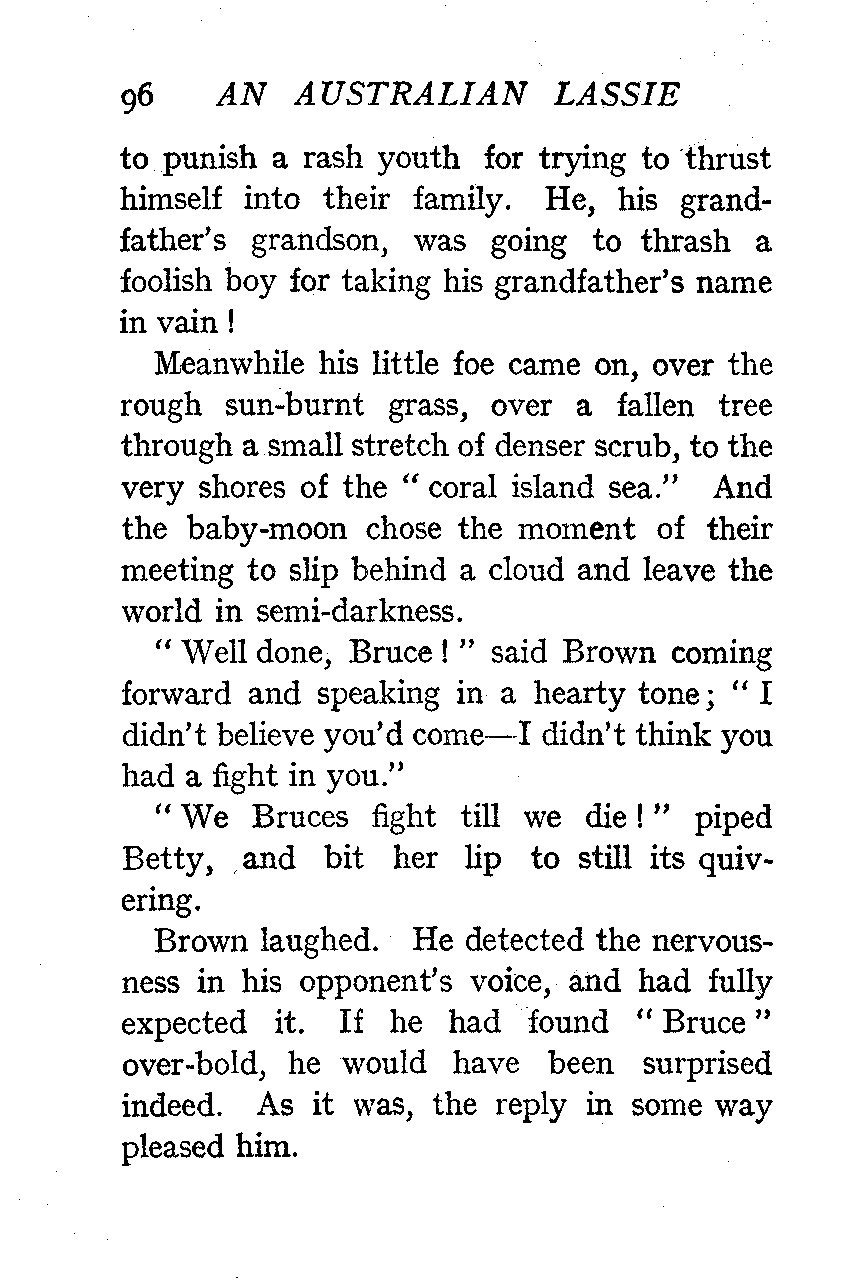 96 AN AUSTRALIAN LASSIE
to punish a rash youth for trying to thrust
himself into their family. He, his grand-
father's grandson, was going to thrash a
foolish boy for taking his grandfather's name
in vain !
Meanwhile his little foe came on, over the
rough sun-burnt grass, over a fallen tree
through a small stretch of denser scrub, to the
very shores of the " coral island sea." And
the baby-moon chose the moment of their
meeting to slip behind a cloud and leave the
world in semi-darkness.
" Well done, Bruce ! " said Brown coming
forward and speaking in a hearty tone ; " I
didn't believe you'd come—I didn't think you
had a fight in you."
" We Bruces fight till we die ! " piped
Betty, and bit her lip to still its quiv-
ering.
Brown laughed. He detected the nervous-
ness in his opponent's voice, and had fully
expected it. If he had found " Bruce "
over-bold, he would have been surprised
indeed. As it was, the reply in some way
pleased him.